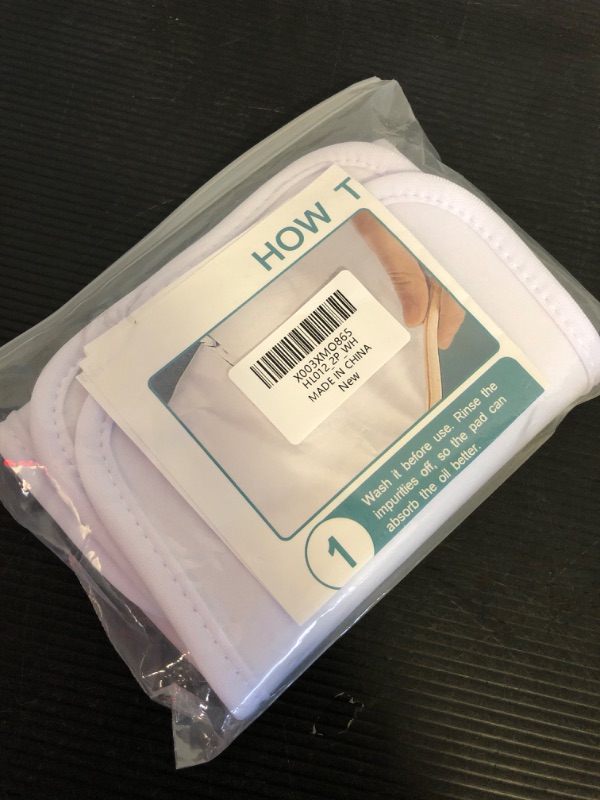 HOW T
X003XMO865
HL012_2P_WH
MADE IN CHINA
New
1
Wash it before use. Rinse the
impurities off, so the pad can
absorb the oil better.